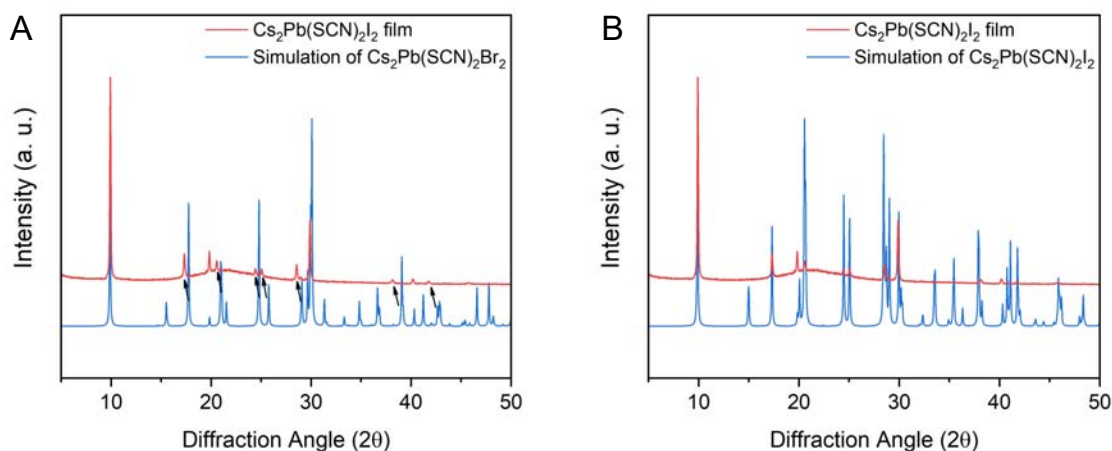 A
Cs₂Pb(SCN)₂I₂ film
Simulation of Cs₂Pb(SCN)₂Br₂
Intensity (a. u.)
10
20
30
40
50
Diffraction Angle (2θ)
B
Cs₂Pb(SCN)₂I₂ film
Simulation of Cs₂Pb(SCN)₂I₂
Intensity (a. u.)
10
20
30
40
50
Diffraction Angle (2θ)